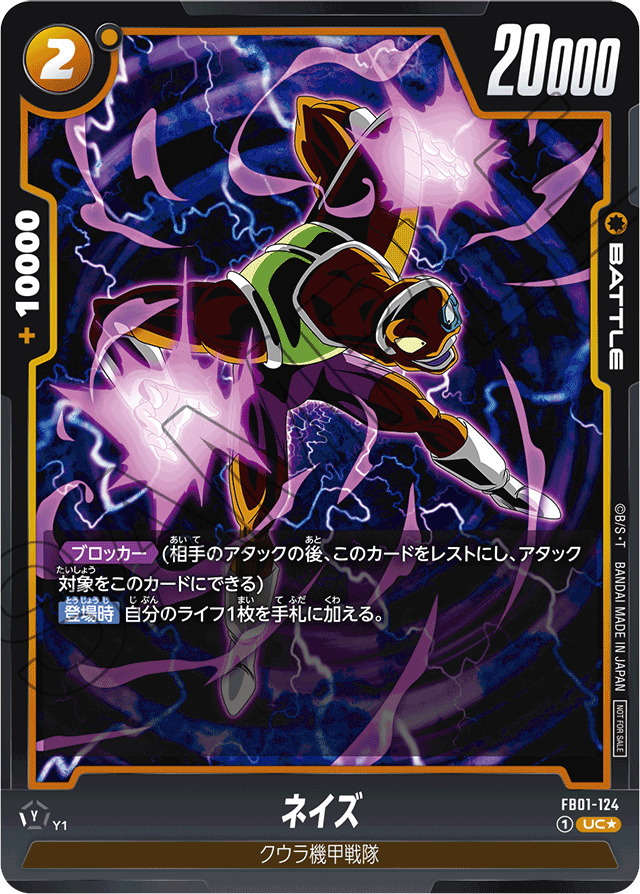 2
20000
+ 10000
BATTLE
ブロッカー (相手のアタックの後、このカードをレストにし、アタック
対象をこのカードにできる)
登場時 自分のライフ1枚を手札に加える。
©B/S・T BANDAI MADE IN JAPAN
NOT FOR SALE
SAMPLE
ネイズ
FB01-124
Y Y1
1 UC★
クウラ機甲戦隊